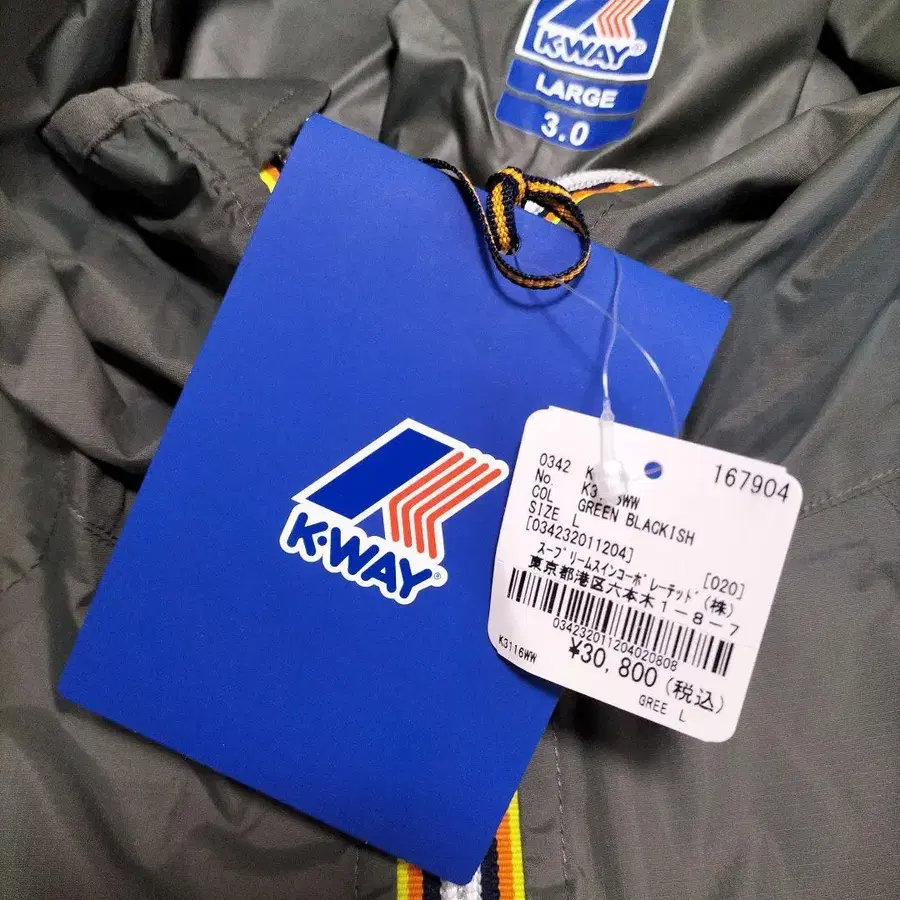 K·WAY®
LARGE
3.0
K·WAY®
167904
0342
No. K3116WW
COL GREEN BLACKISH
SIZE L
[034232011204] [020]
スープリームスインコーポレーテッド(株)
東京都港区六本木1-8-7
034232011204020808
K3116WW
¥30,800(税込)
GREE L